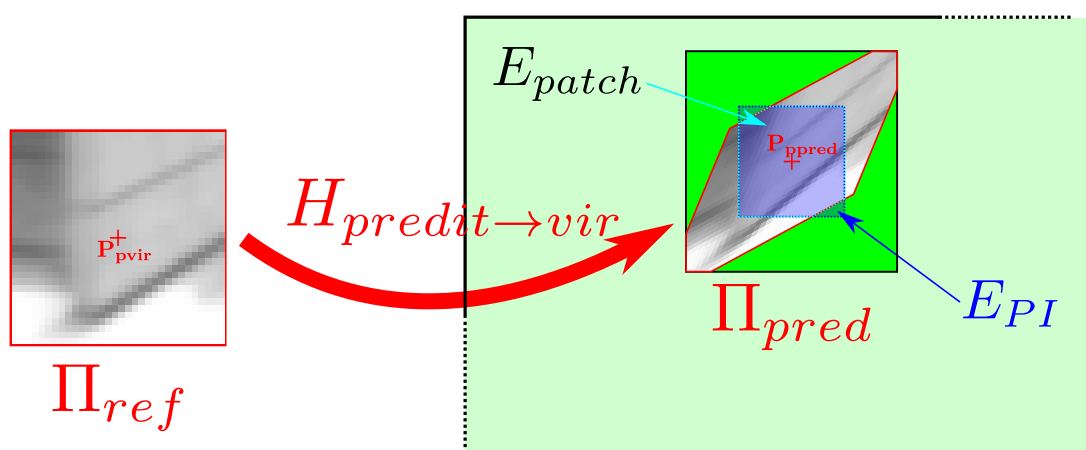 E_patch
P_ppred
P_pvir
H_predit→vir
Π_pred
E_PI
Π_ref